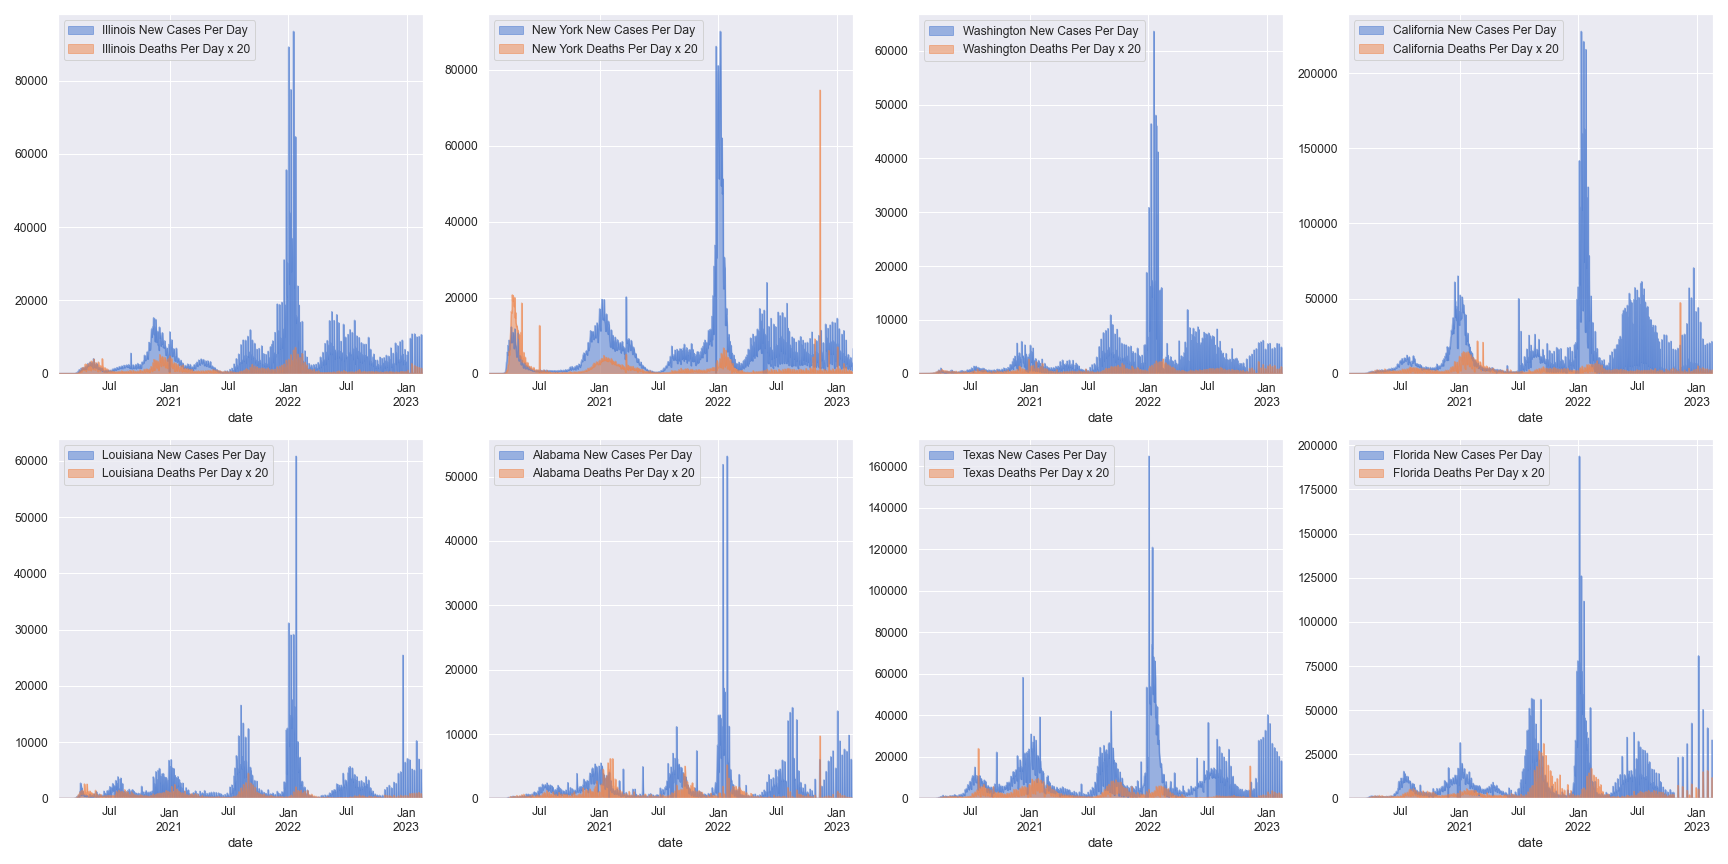 Illinois New Cases Per Day
Illinois Deaths Per Day x 20
80000
60000
40000
20000
0
Jul
Jan
2021
Jul
Jan
2022
Jul
Jan
2023
date
New York New Cases Per Day
New York Deaths Per Day x 20
80000
60000
40000
20000
0
Jul
Jan
2021
Jul
Jan
2022
Jul
Jan
2023
date
Washington New Cases Per Day
Washington Deaths Per Day x 20
60000
50000
40000
30000
20000
10000
0
Jul
Jan
2021
Jul
Jan
2022
Jul
Jan
2023
date
California New Cases Per Day
California Deaths Per Day x 20
200000
150000
100000
50000
0
Jul
Jan
2021
Jul
Jan
2022
Jul
Jan
2023
date
Louisiana New Cases Per Day
Louisiana Deaths Per Day x 20
60000
50000
40000
30000
20000
10000
0
Jul
Jan
2021
Jul
Jan
2022
Jul
Jan
2023
date
Alabama New Cases Per Day
Alabama Deaths Per Day x 20
50000
40000
30000
20000
10000
0
Jul
Jan
2021
Jul
Jan
2022
Jul
Jan
2023
date
Texas New Cases Per Day
Texas Deaths Per Day x 20
160000
140000
120000
100000
80000
60000
40000
20000
0
Jul
Jan
2021
Jul
Jan
2022
Jul
Jan
2023
date
Florida New Cases Per Day
Florida Deaths Per Day x 20
200000
175000
150000
125000
100000
75000
50000
25000
0
Jul
Jan
2021
Jul
Jan
2022
Jul
Jan
2023
date